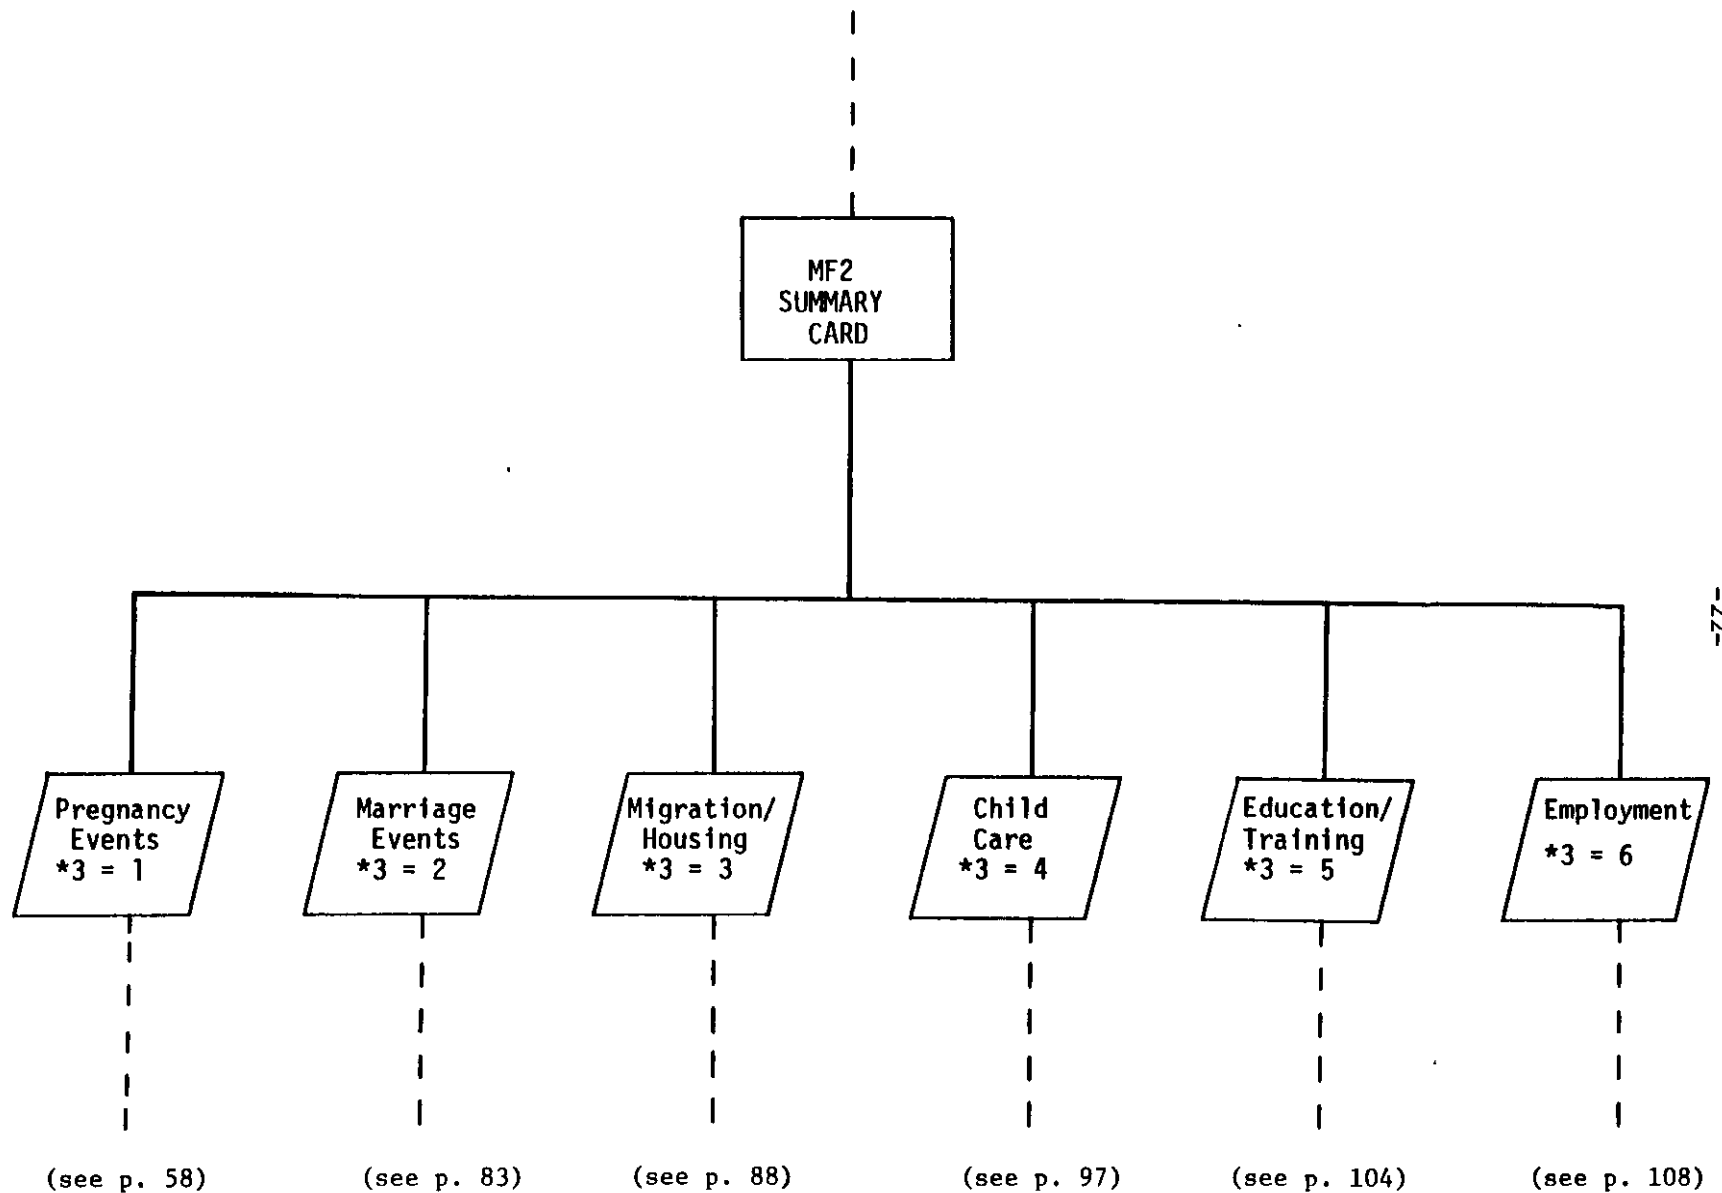 MF2
SUMMARY
CARD
-77-
Pregnancy
Events
*3 = 1
Marriage
Events
*3 = 2
Migration/
Housing
*3 = 3
Child
Care
*3 = 4
Education/
Training
*3 = 5
Employment
*3 = 6
(see p. 58)
(see p. 83)
(see p. 88)
(see p. 97)
(see p. 104)
(see p. 108)